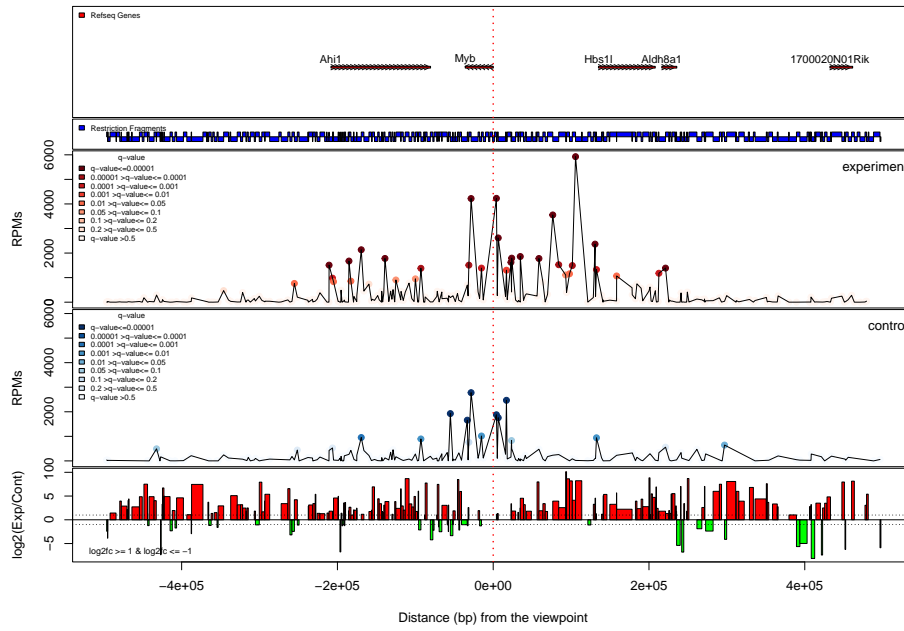 Refseq Genes
Ahi1
Myb
Hbs1l
Aldh8a1
1700020N01Rik
Restriction Fragments
6000
4000
2000
0
RPMs
q−value
experimen
q−value<=0.00001
0.00001 >q−value<= 0.0001
0.0001 >q−value<= 0.001
0.001 >q−value<= 0.01
0.01 >q−value<= 0.05
0.05 >q−value<= 0.1
0.1 >q−value<= 0.2
0.2 >q−value<= 0.5
q−value >0.5
6000
4000
2000
0
RPMs
q−value
contro
q−value<=0.00001
0.00001 >q−value<= 0.0001
0.0001 >q−value<= 0.001
0.001 >q−value<= 0.01
0.01 >q−value<= 0.05
0.05 >q−value<= 0.1
0.1 >q−value<= 0.2
0.2 >q−value<= 0.5
q−value >0.5
10
5
0
−5
log2(Exp/Cont)
log2fc >= 1 & log2fc <= −1
−4e+05 −2e+05 0e+00 2e+05 4e+05
Distance (bp) from the viewpoint